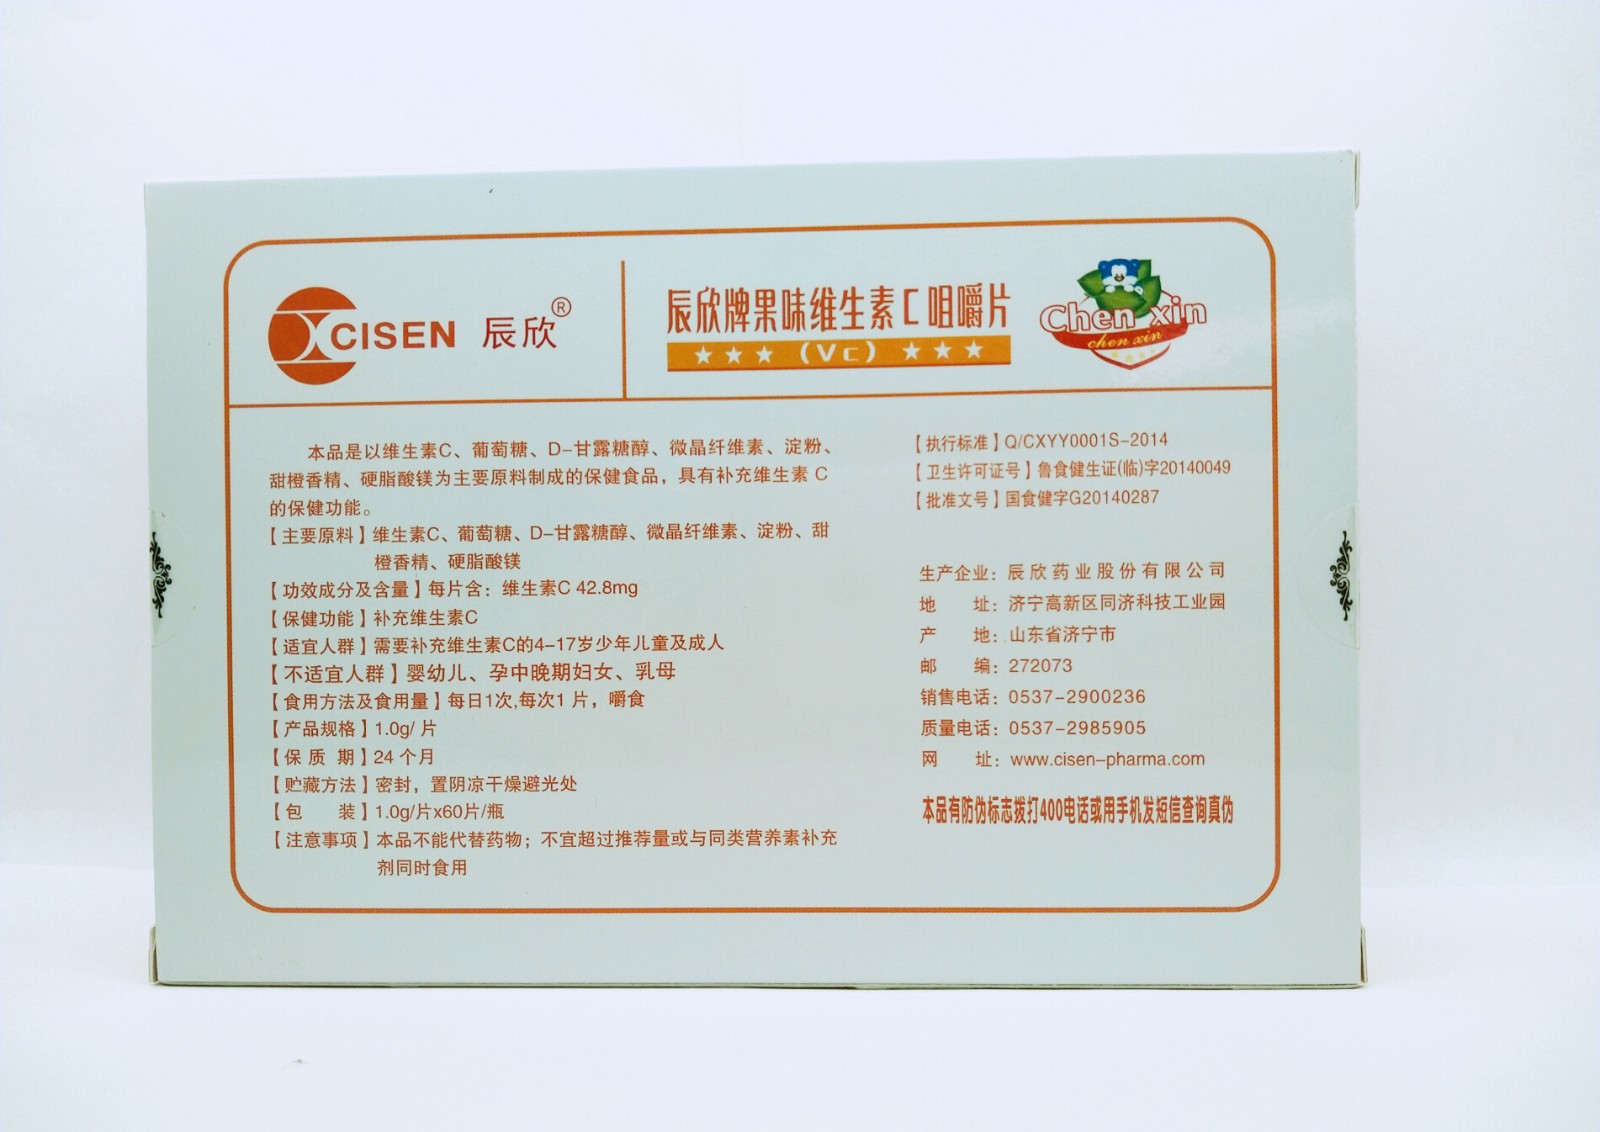 CISEN 辰欣®
辰欣牌果味维生素C咀嚼片
★★★(Vc)★★★
Chen xin
chen xin
本品是以维生素C、葡萄糖、D-甘露糖醇、微晶纤维素、淀粉、
甜橙香精、硬脂酸镁为主要原料制成的保健食品，具有补充维生素 C
的保健功能。
【主要原料】维生素C、葡萄糖、D-甘露糖醇、微晶纤维素、淀粉、甜
橙香精、硬脂酸镁
【功效成分及含量】每片含：维生素C 42.8mg
【保健功能】补充维生素C
【适宜人群】需要补充维生素C的4-17岁少年儿童及成人
【不适宜人群】婴幼儿、孕中晚期妇女、乳母
【食用方法及食用量】每日1次,每次1 片，嚼食
【产品规格】1.0g/ 片
【保 质 期】24 个月
【贮藏方法】密封，置阴凉干燥避光处
【包 装】1.0g/片x60片/瓶
【注意事项】本品不能代替药物；不宜超过推荐量或与同类营养素补充
剂同时食用
【执行标准】Q/CXYY0001S-2014
【卫生许可证号】鲁食健生证(临)字20140049
【批准文号】国食健字G20140287
生产企业：辰欣药业股份有限公司
地 址：济宁高新区同济科技工业园
产 地：山东省济宁市
邮 编：272073
销售电话：0537-2900236
质量电话：0537-2985905
网 址：www.cisen-pharma.com
本品有防伪标志拨打400电话或用手机发短信查询真伪